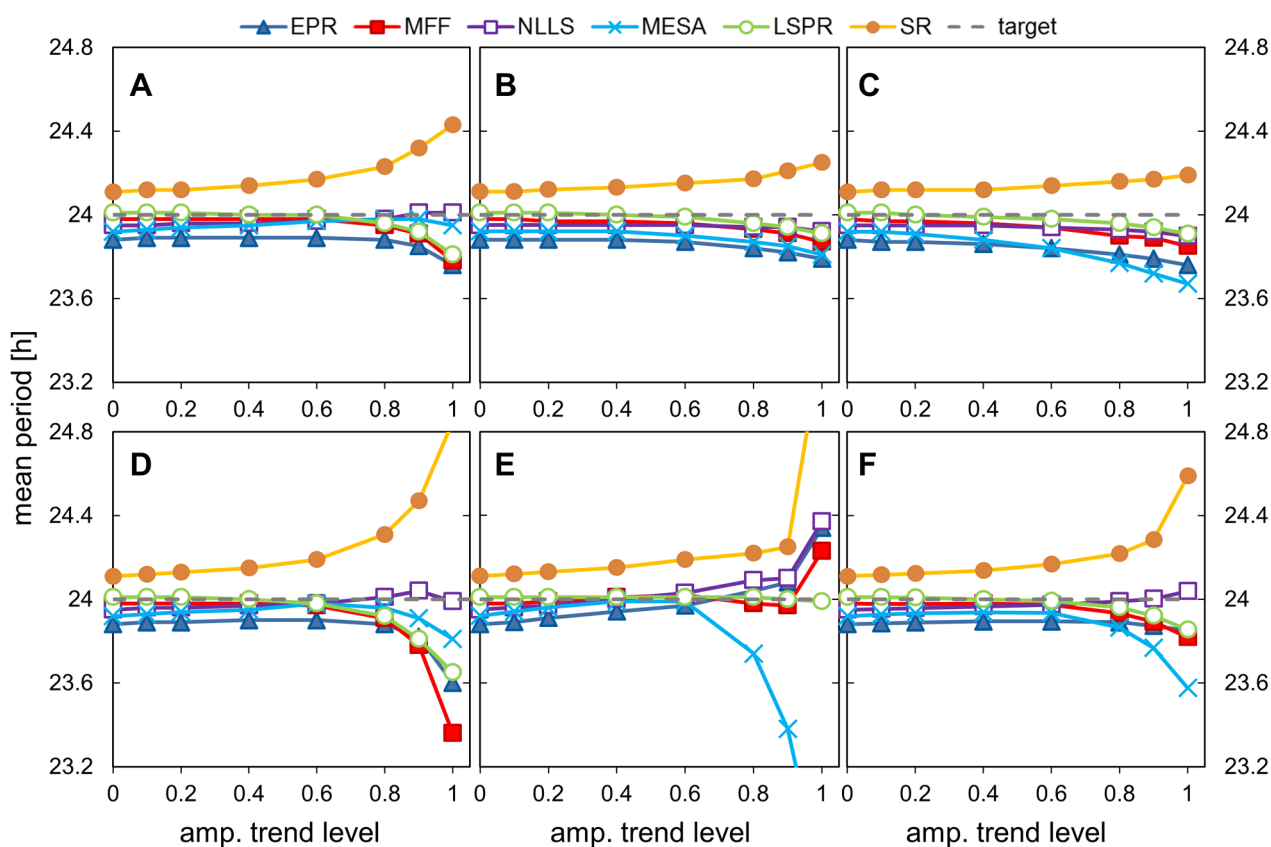 EPR MFF NLLS MESA LSPR SR target
24.8 24.8
A B C
24.4 24.4
24 24
23.6 23.6
23.2 23.2
0 0.2 0.4 0.6 0.8 1 0 0.2 0.4 0.6 0.8 1 0 0.2 0.4 0.6 0.8 1
mean period [h]
24.8 24.8
D E F
24.4 24.4
24 24
23.6 23.6
23.2 23.2
0 0.2 0.4 0.6 0.8 1 0 0.2 0.4 0.6 0.8 1 0 0.2 0.4 0.6 0.8 1
amp. trend level amp. trend level amp. trend level